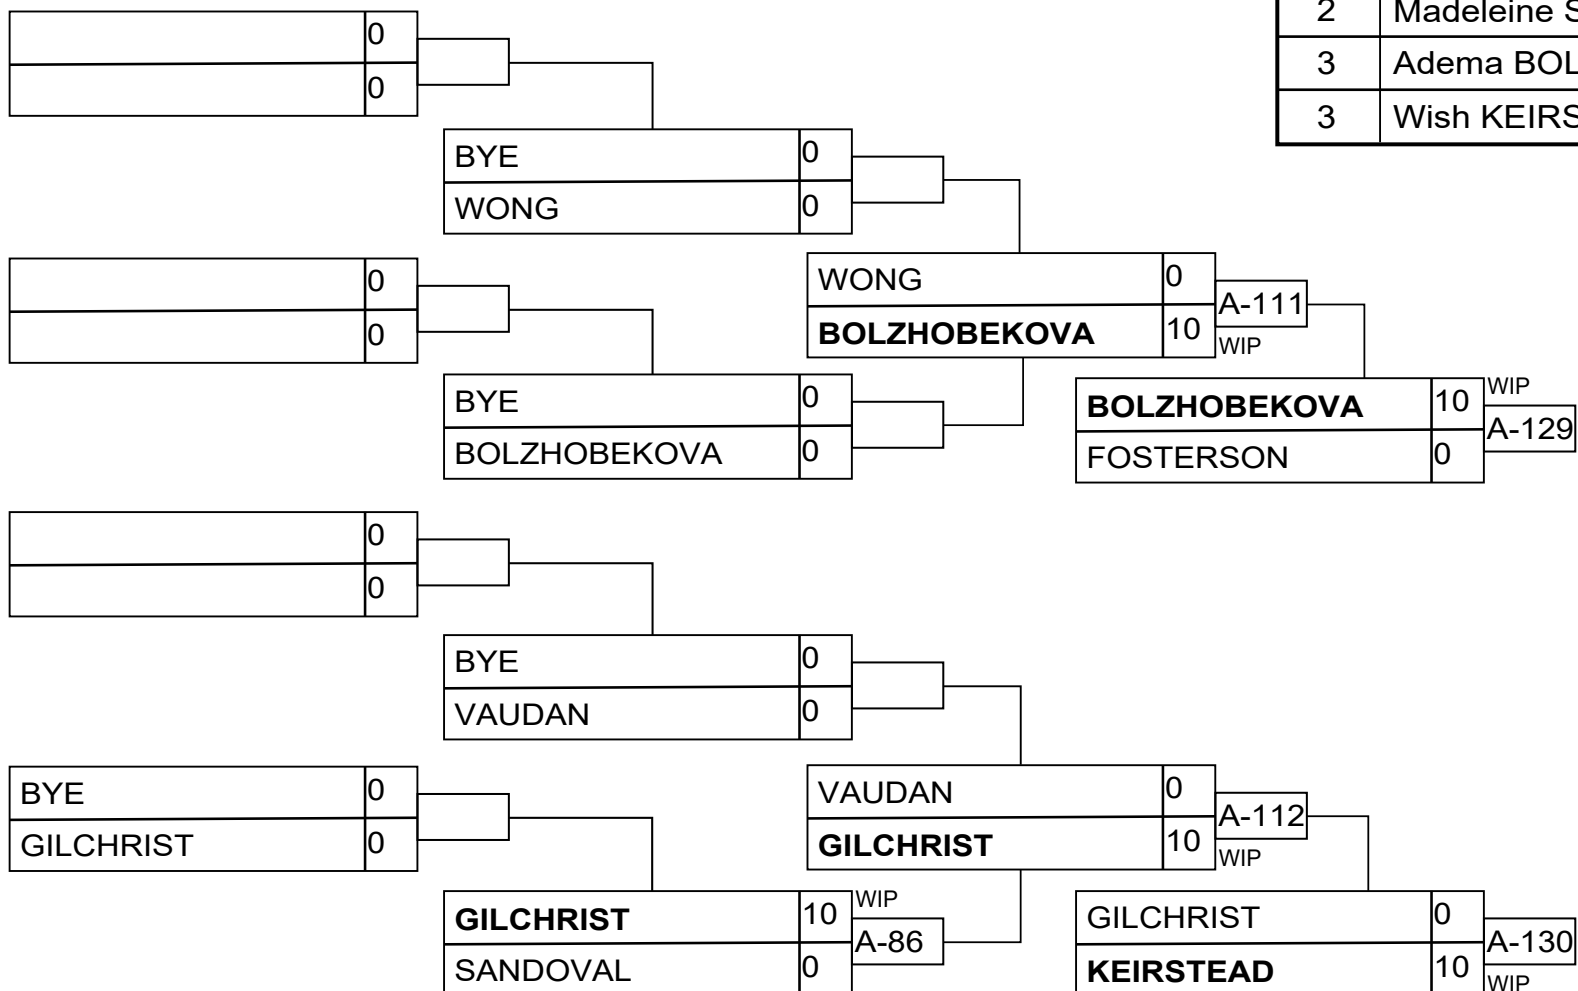 2 Madeleine S
3 Adema BOL
3 Wish KEIRS
0
0
BYE 0
WONG 0
0
0
WONG 0
BOLZHOBEKOVA 10
A-111
WIP
BYE 0
BOLZHOBEKOVA 0
BOLZHOBEKOVA 10
FOSTERSON 0
WIP
A-129
0
0
BYE 0
VAUDAN 0
BYE 0
GILCHRIST 0
VAUDAN 0
GILCHRIST 10
A-112
WIP
GILCHRIST 10
SANDOVAL 0
WIP
A-86
GILCHRIST 0
KEIRSTEAD 10
A-130
WIP